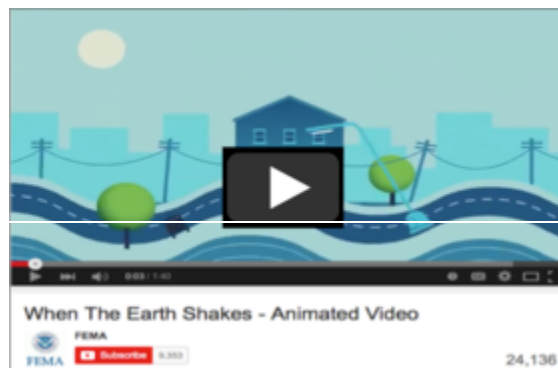 0:03 / 1:40
When The Earth Shakes - Animated Video
FEMA
FEMA
Subscribe 9,353
24,136